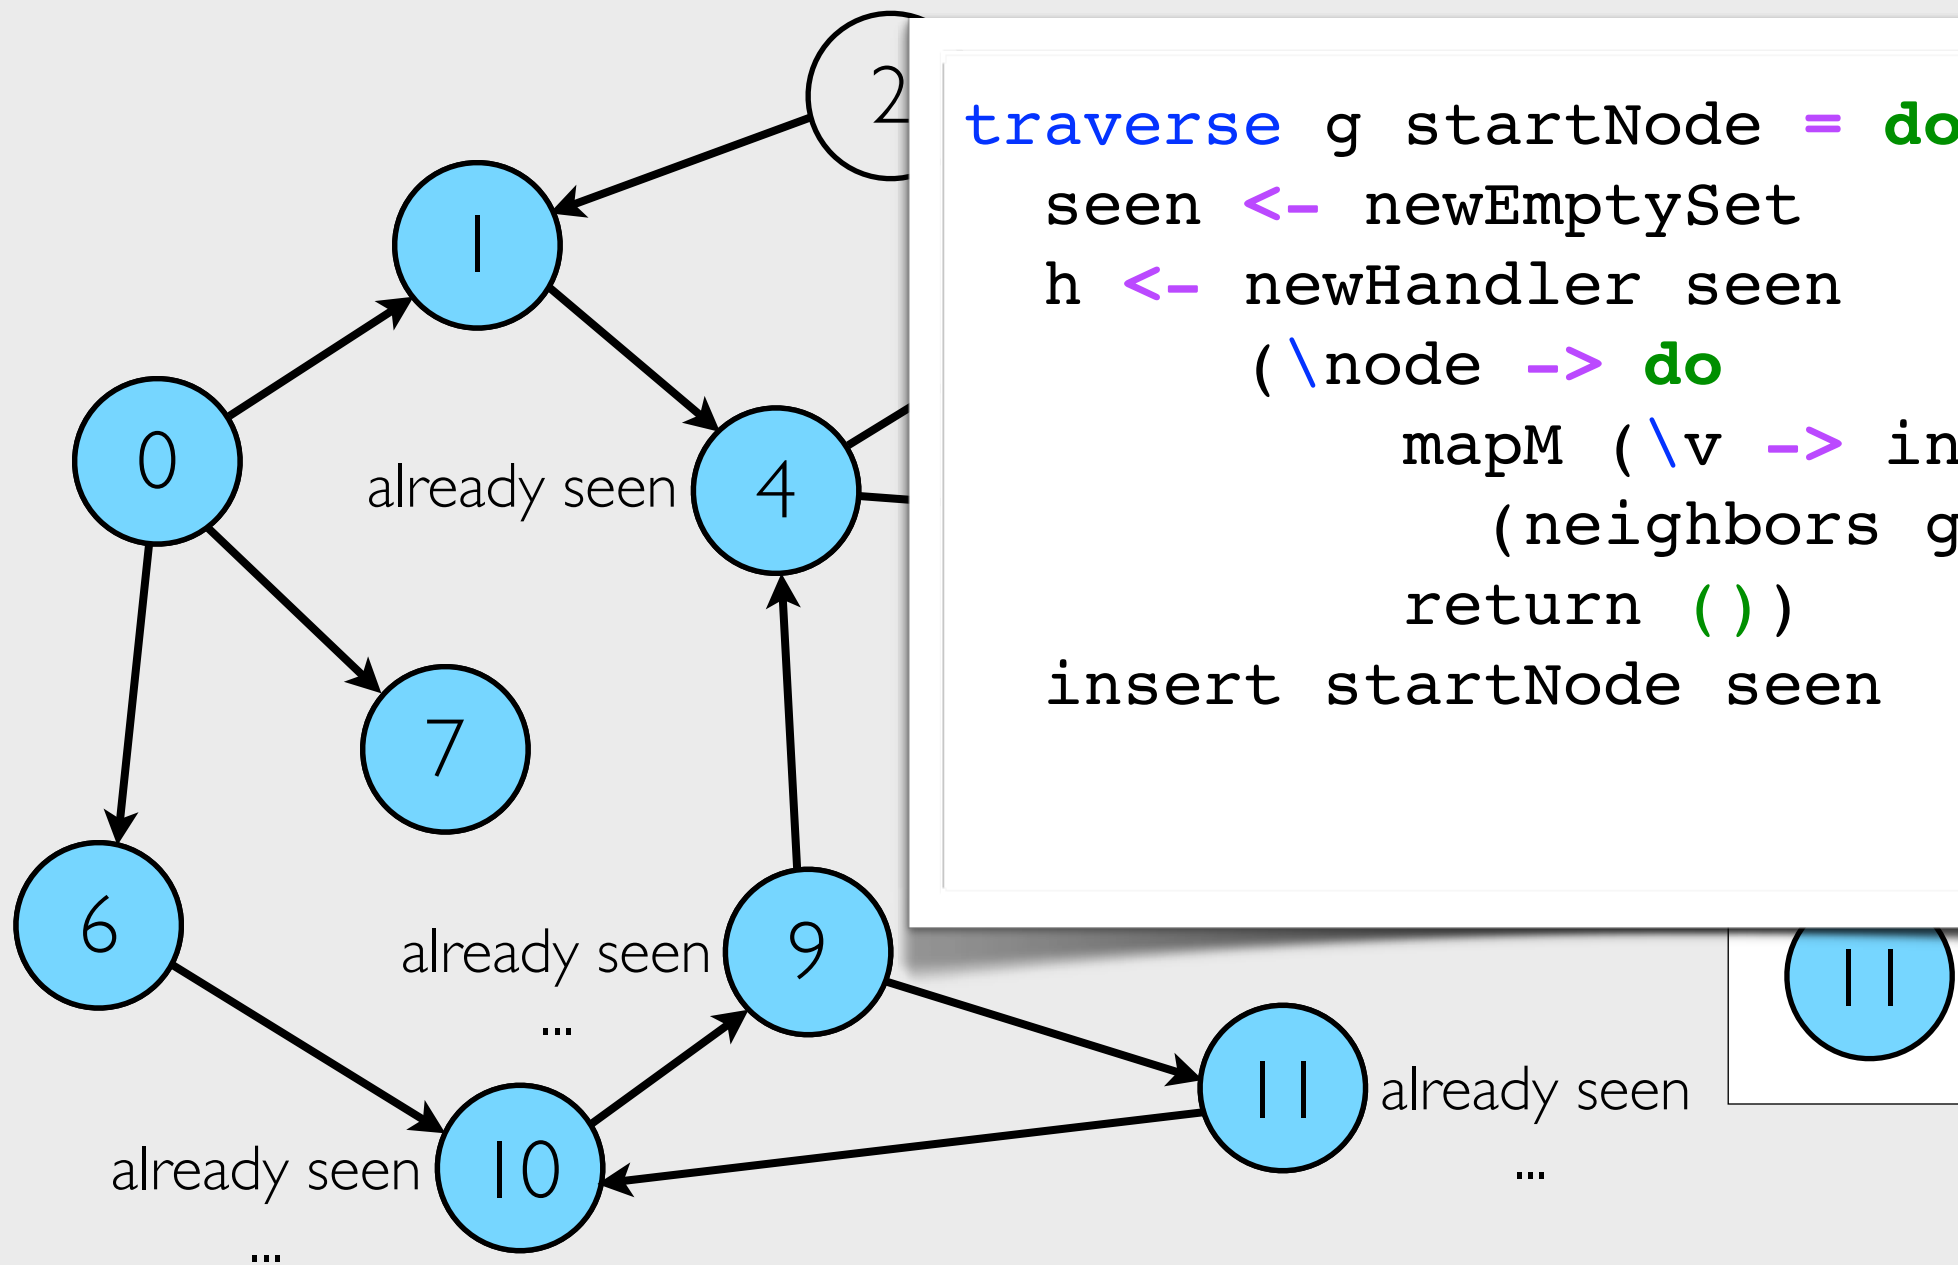 2
traverse g startNode = do
seen <- newEmptySet
h <- newHandler seen
(\node -> do
mapM (\v ->
(neighbors g
return ())
insert startNode seen
1
0
already seen
4
7
6
already seen
9
...
11
already seen
...
already seen
10
...
11